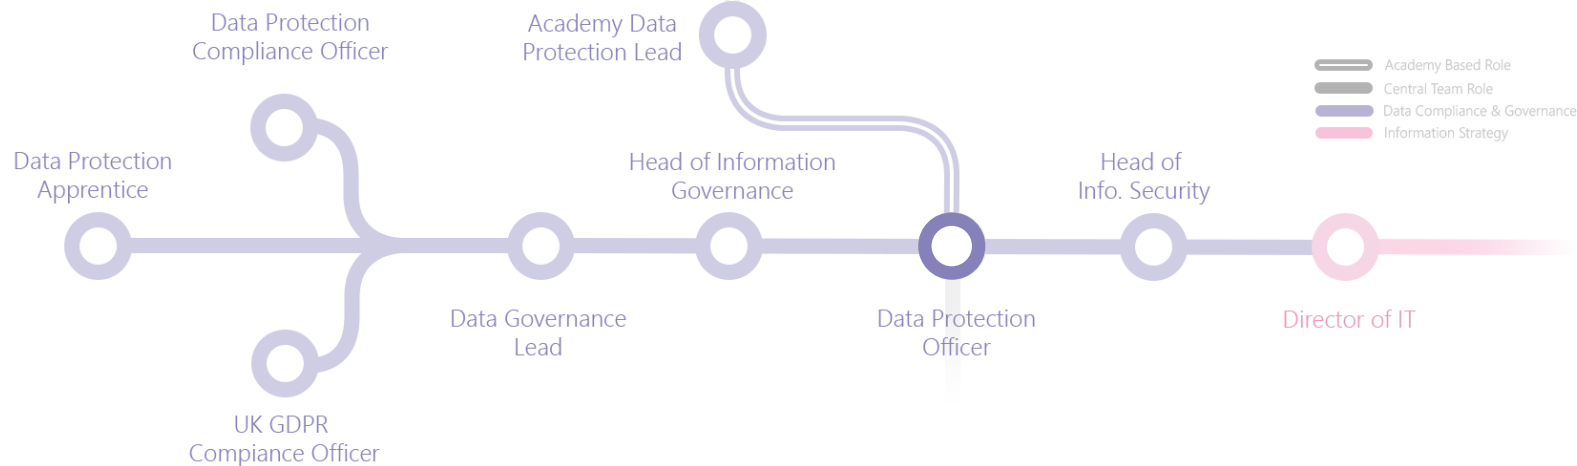 Data Protection
Compliance Officer
Academy Data
Protection Lead
Academy Based Role
Central Team Role
Data Compliance & Governance
Information Strategy
Data Protection
Apprentice
Head of Information
Governance
Head of
Info. Security
Data Governance
Lead
Data Protection
Officer
Director of IT
UK GDPR
Compiance Officer